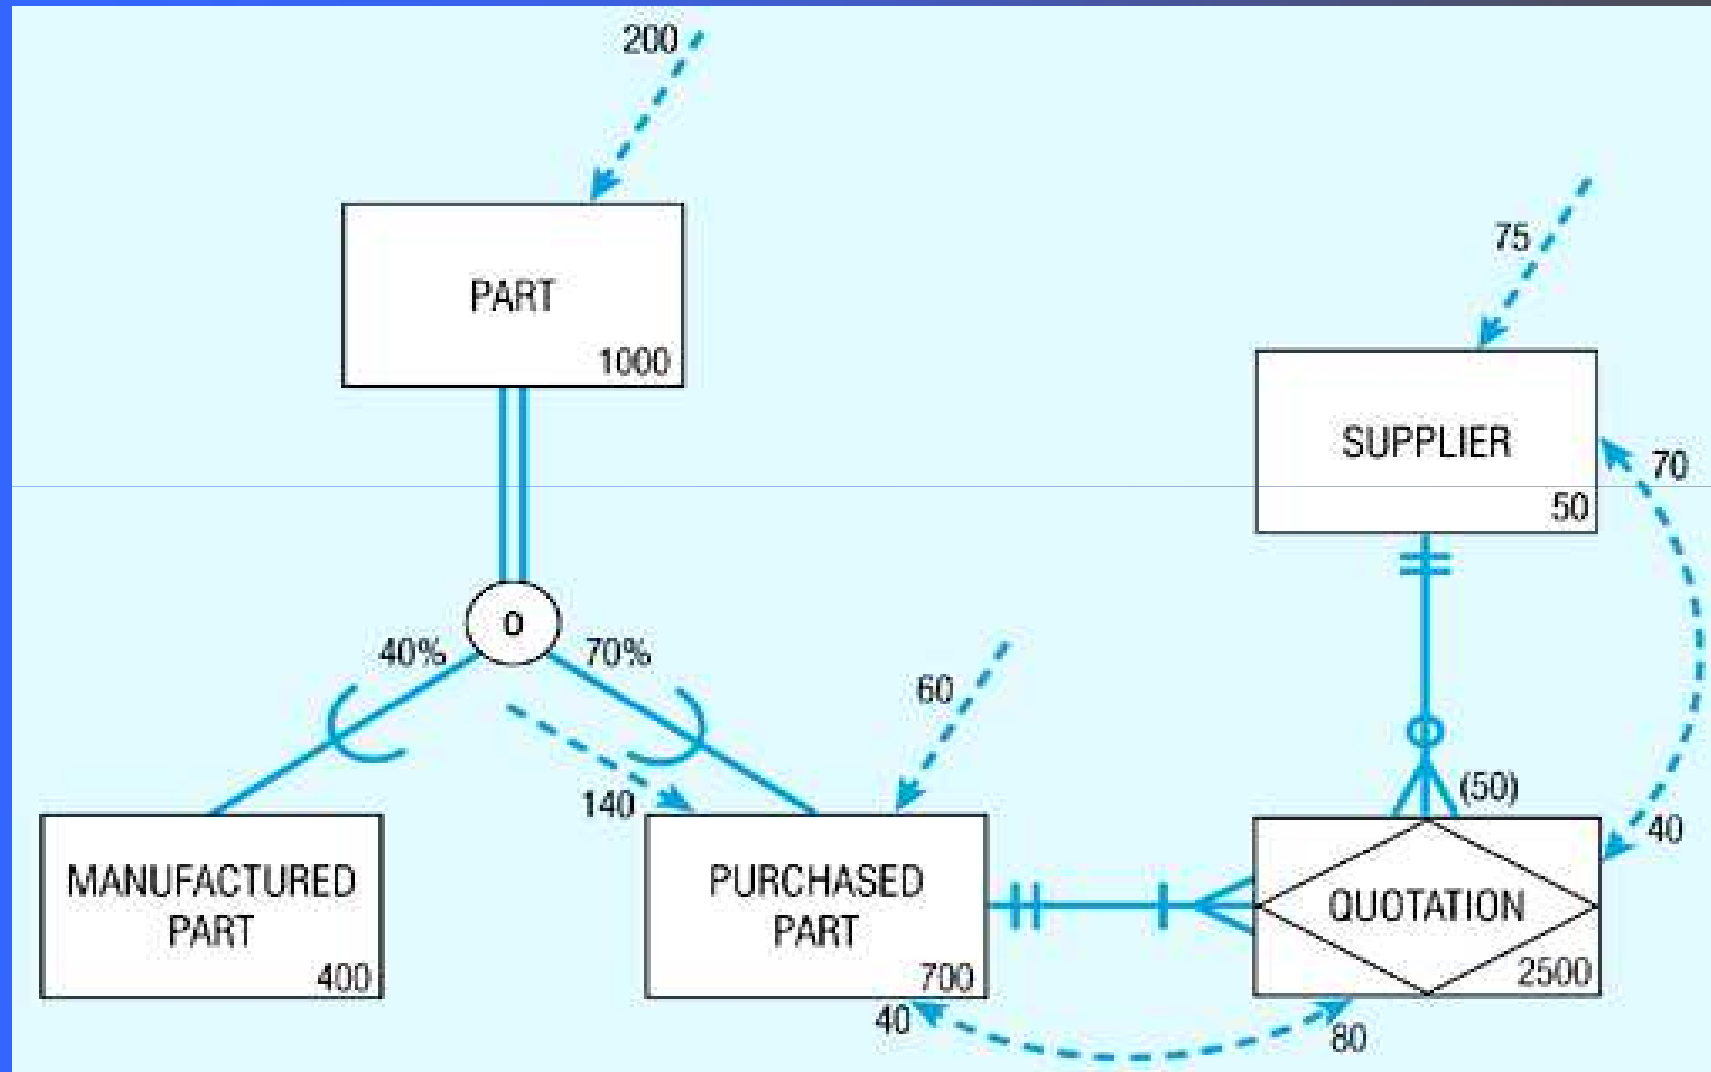 200
75
PART
1000
SUPPLIER
70
50
O
40%
70%
60
140
(50)
40
MANUFACTURED
PART
400
PURCHASED
PART
700
QUOTATION
2500
40
80